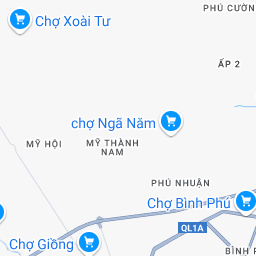 PHÚ CƯỜN
Chợ Xoài Tư
ẤP 2
chợ Ngã Năm
MỸ HỘI
MỸ THÀNH
NAM
PHÚ NHUẬN
Chợ Bình Phú
QL1A
Chợ Giồng
BÌNH P